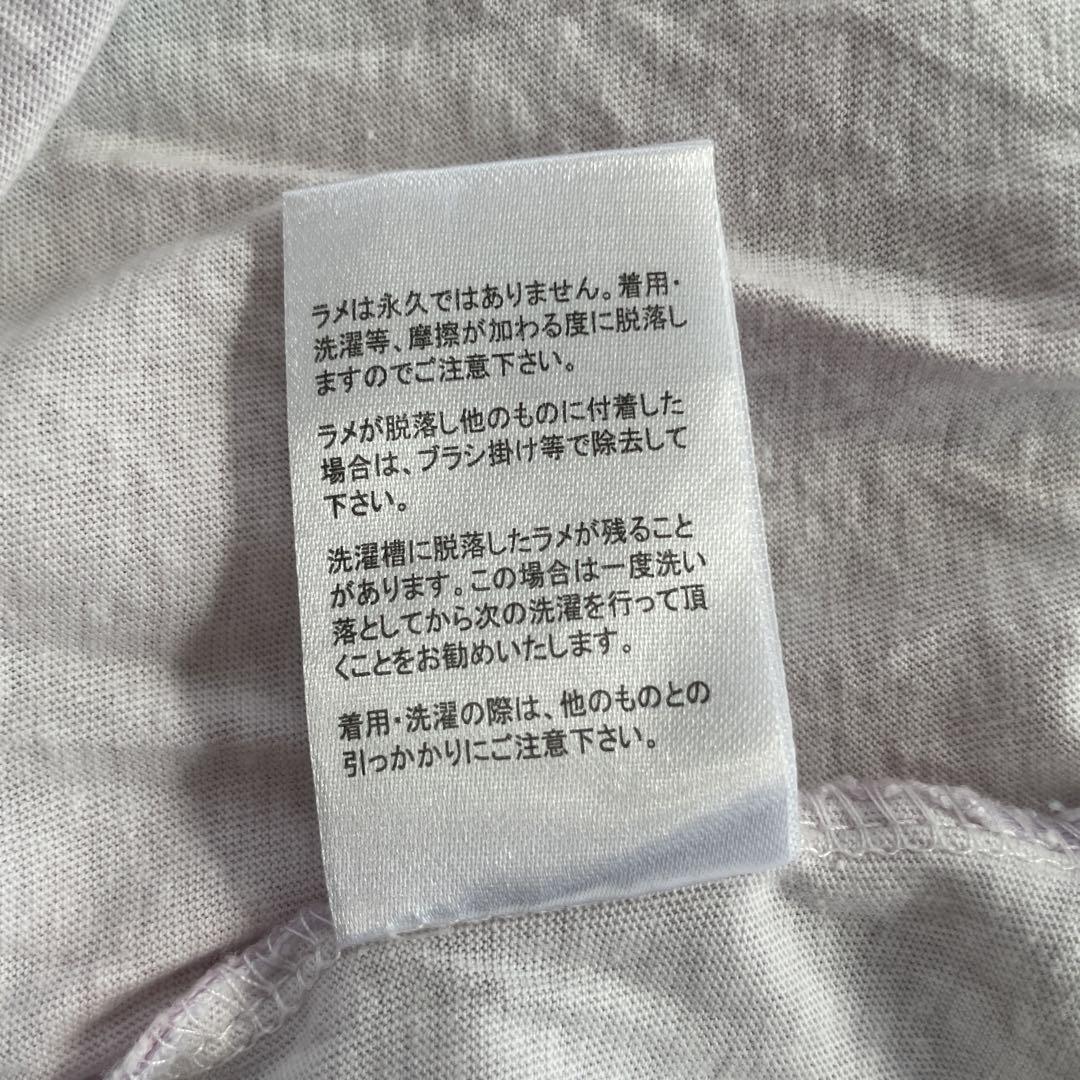 ラメは永久ではありません。着用・
洗濯等、摩擦が加わる度に脱落し
ますのでご注意下さい。
ラメが脱落し他のものに付着した
場合は、ブラシ掛け等で除去して
下さい。
洗濯槽に脱落したラメが残ること
があります。この場合は一度洗い
落としてから次の洗濯を行って頂
くことをお勧めいたします。
着用・洗濯の際は、他のものとの
引っかかりにご注意下さい。